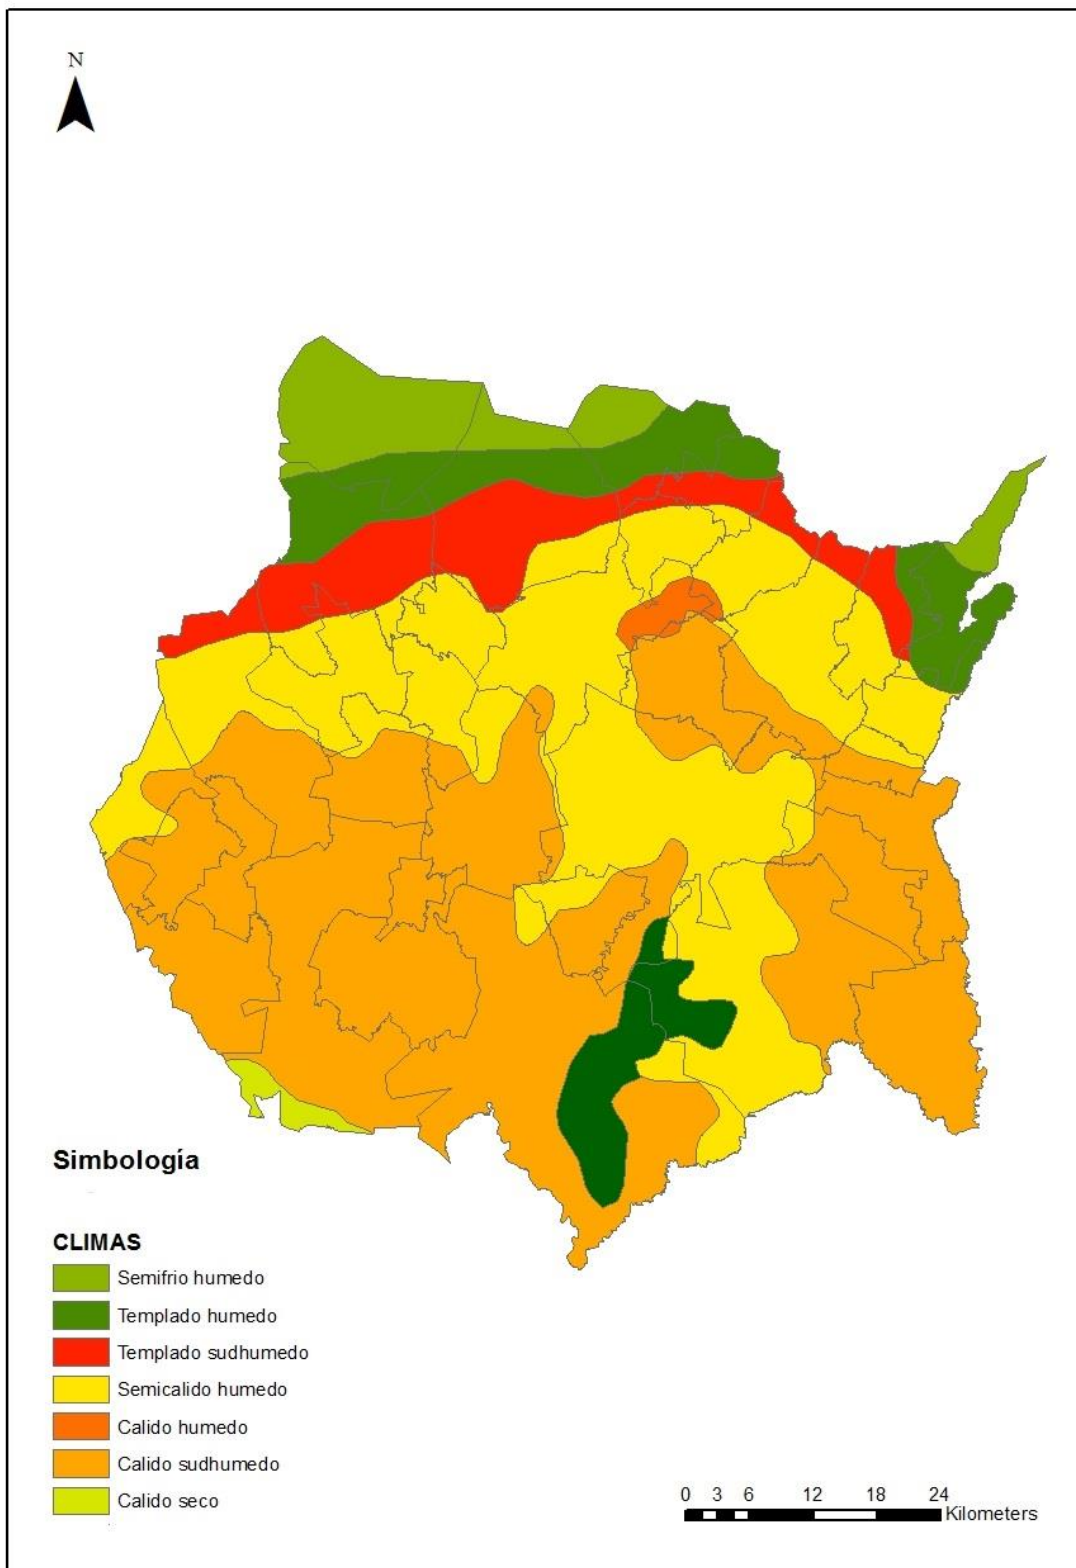 N
Simbología
CLIMAS
Semifrio humedo
Templado humedo
Templado sudhumedo
Semicalido humedo
Calido humedo
Calido sudhumedo
Calido seco
0 3 6 12 18 24
Kilometers